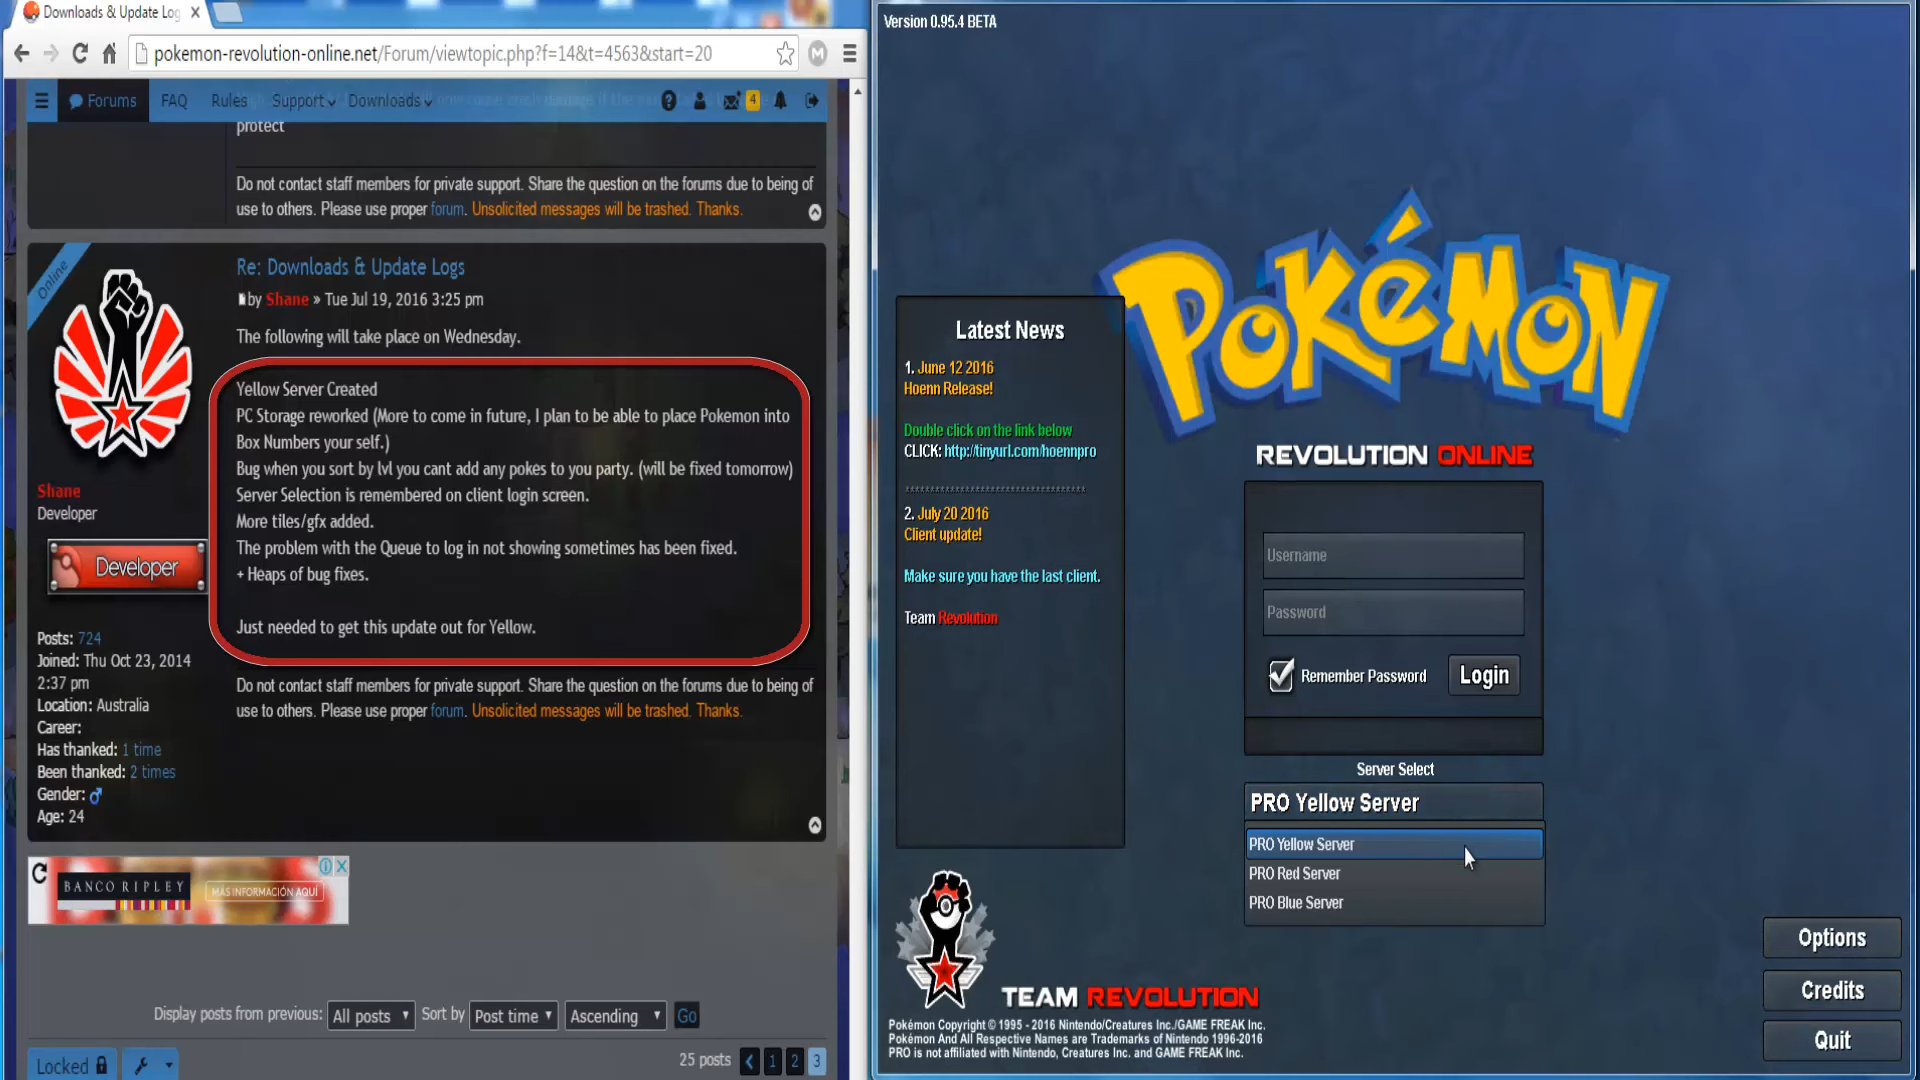 Downloads & Update Log
pokemon-revolution-online.net/Forum/viewtopic.php?f=14&t=4563&start=20
Forums FAQ Rules Support Downloads 4
protect
Do not contact staff members for private support. Share the question on the forums due to being of
use to others. Please use proper forum. Unsolicited messages will be trashed. Thanks.
Online
Re: Downloads & Update Logs
by Shane » Tue Jul 19, 2016 3:25 pm
The following will take place on Wednesday.
Yellow Server Created
PC Storage reworked (More to come in future, I plan to be able to place Pokemon into
Box Numbers your self.)
Bug when you sort by lvl you cant add any pokes to you party. (will be fixed tomorrow)
Server Selection is remembered on client login screen.
More tiles/gfx added.
The problem with the Queue to log in not showing sometimes has been fixed.
+ Heaps of bug fixes.
Just needed to get this update out for Yellow.
Shane
Developer
Developer
Posts: 724
Joined: Thu Oct 23, 2014
2:37 pm
Location: Australia
Career:
Has thanked: 1 time
Been thanked: 2 times
Gender: ♂
Age: 24
Do not contact staff members for private support. Share the question on the forums due to being of
use to others. Please use proper forum. Unsolicited messages will be trashed. Thanks.
BANCO RIPLEY MÁS INFORMACIÓN AQUÍ
Display posts from previous: All posts Sort by Post time Ascending Go
Locked 25 posts 1 2 3
Version 0.95.4 BETA
POKéMON
REVOLUTION ONLINE
Latest News
1. June 12 2016
Hoenn Release!
Double click on the link below
CLICK: http://tinyurl.com/hoennpro
************************************
2. July 20 2016
Client update!
Make sure you have the last client.
Team Revolution
Username
Password
Remember Password Login
Server Select
PRO Yellow Server
PRO Yellow Server
PRO Red Server
PRO Blue Server
Options
Credits
Quit
TEAM REVOLUTION
Pokémon Copyright © 1995 - 2016 Nintendo/Creatures Inc./GAME FREAK Inc.
Pokémon And All Respective Names are Trademarks of Nintendo 1996-2016
PRO is not affiliated with Nintendo, Creatures Inc. and GAME FREAK Inc.